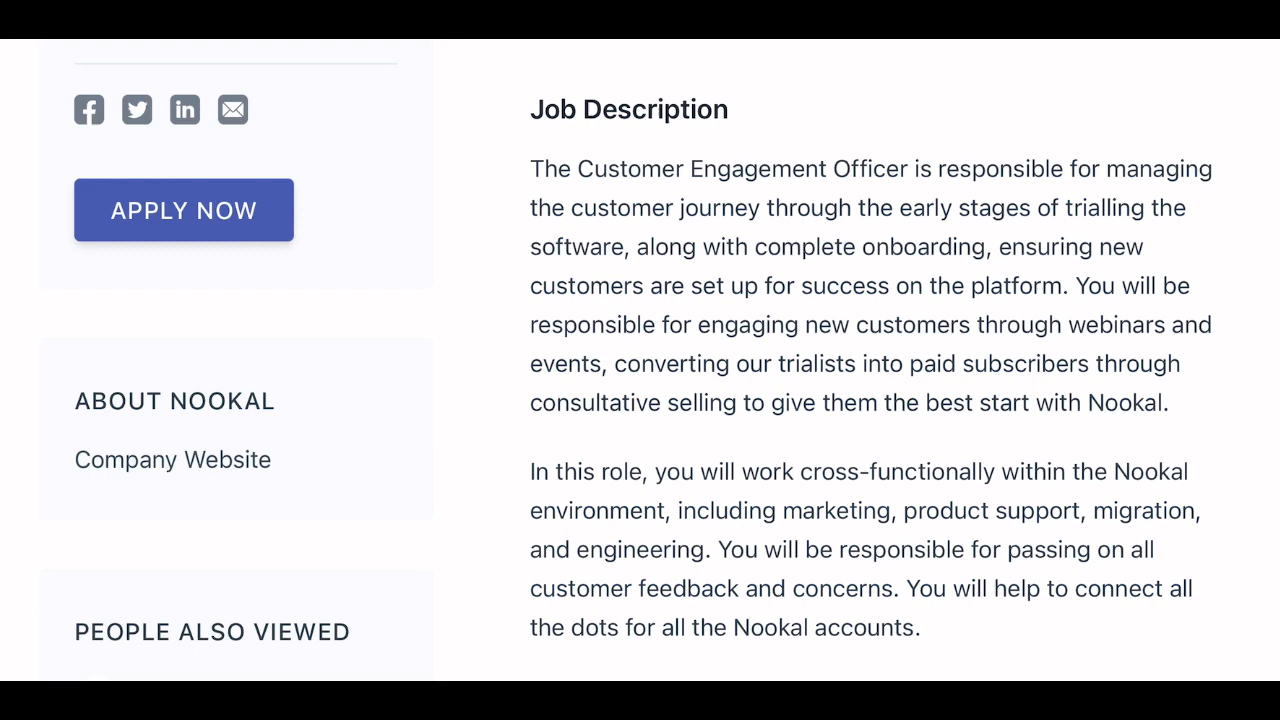 APPLY NOW
ABOUT NOOKAL
Company Website
PEOPLE ALSO VIEWED
Job Description
The Customer Engagement Officer is responsible for managing
the customer journey through the early stages of trialling the
software, along with complete onboarding, ensuring new
customers are set up for success on the platform. You will be
responsible for engaging new customers through webinars and
events, converting our trialists into paid subscribers through
consultative selling to give them the best start with Nookal.
In this role, you will work cross-functionally within the Nookal
environment, including marketing, product support, migration,
and engineering. You will be responsible for passing on all
customer feedback and concerns. You will help to connect all
the dots for all the Nookal accounts.